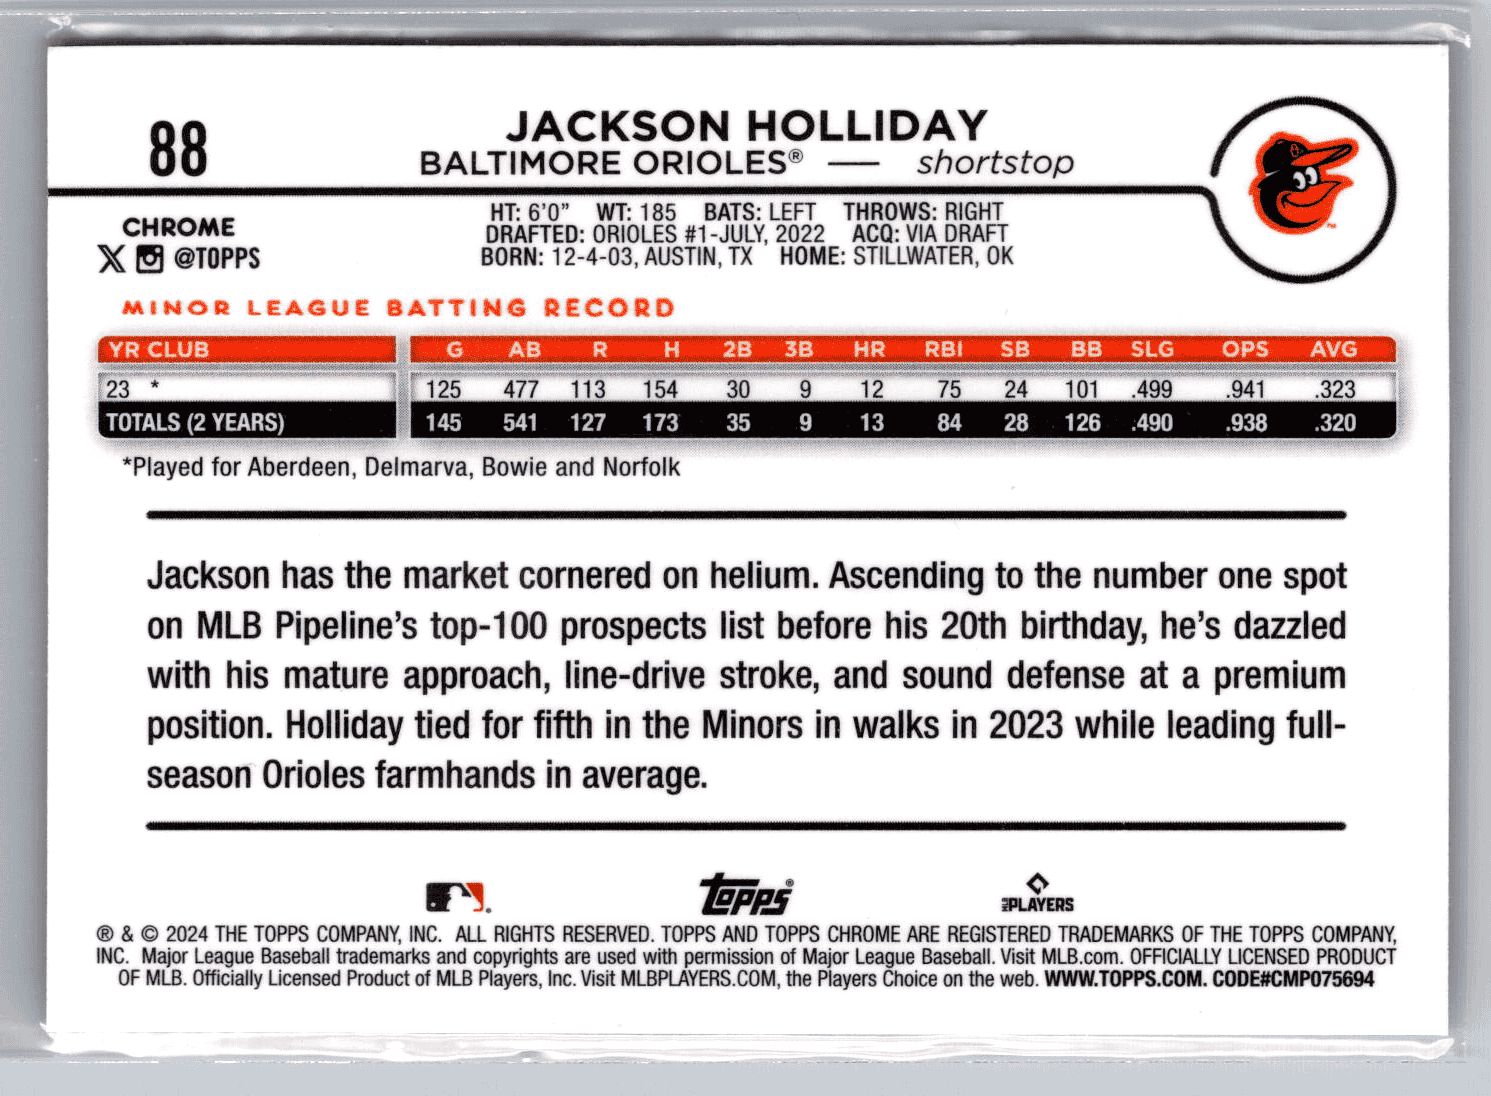 88
JACKSON HOLLIDAY
BALTIMORE ORIOLES® — shortstop
CHROME
@TOPPS
HT: 6'0" WT: 185 BATS: LEFT THROWS: RIGHT
DRAFTED: ORIOLES #1-JULY, 2022 ACQ: VIA DRAFT
BORN: 12-4-03, AUSTIN, TX HOME: STILLWATER, OK
MINOR LEAGUE BATTING RECORD
YR CLUB G AB R H 2B 3B HR RBI SB BB SLG OPS AVG
23 * 125 477 113 154 30 9 12 75 24 101 .499 .941 .323
TOTALS (2 YEARS) 145 541 127 173 35 9 13 84 28 126 .490 .938 .320
*Played for Aberdeen, Delmarva, Bowie and Norfolk
Jackson has the market cornered on helium. Ascending to the number one spot
on MLB Pipeline's top-100 prospects list before his 20th birthday, he's dazzled
with his mature approach, line-drive stroke, and sound defense at a premium
position. Holliday tied for fifth in the Minors in walks in 2023 while leading full-
season Orioles farmhands in average.
Topps®
MLB PLAYERS
® & © 2024 THE TOPPS COMPANY, INC. ALL RIGHTS RESERVED. TOPPS AND TOPPS CHROME ARE REGISTERED TRADEMARKS OF THE TOPPS COMPANY,
INC. Major League Baseball trademarks and copyrights are used with permission of Major League Baseball. Visit MLB.com. OFFICIALLY LICENSED PRODUCT
OF MLB. Officially Licensed Product of MLB Players, Inc. Visit MLBPLAYERS.COM, the Players Choice on the web. WWW.TOPPS.COM. CODE#CMP075694